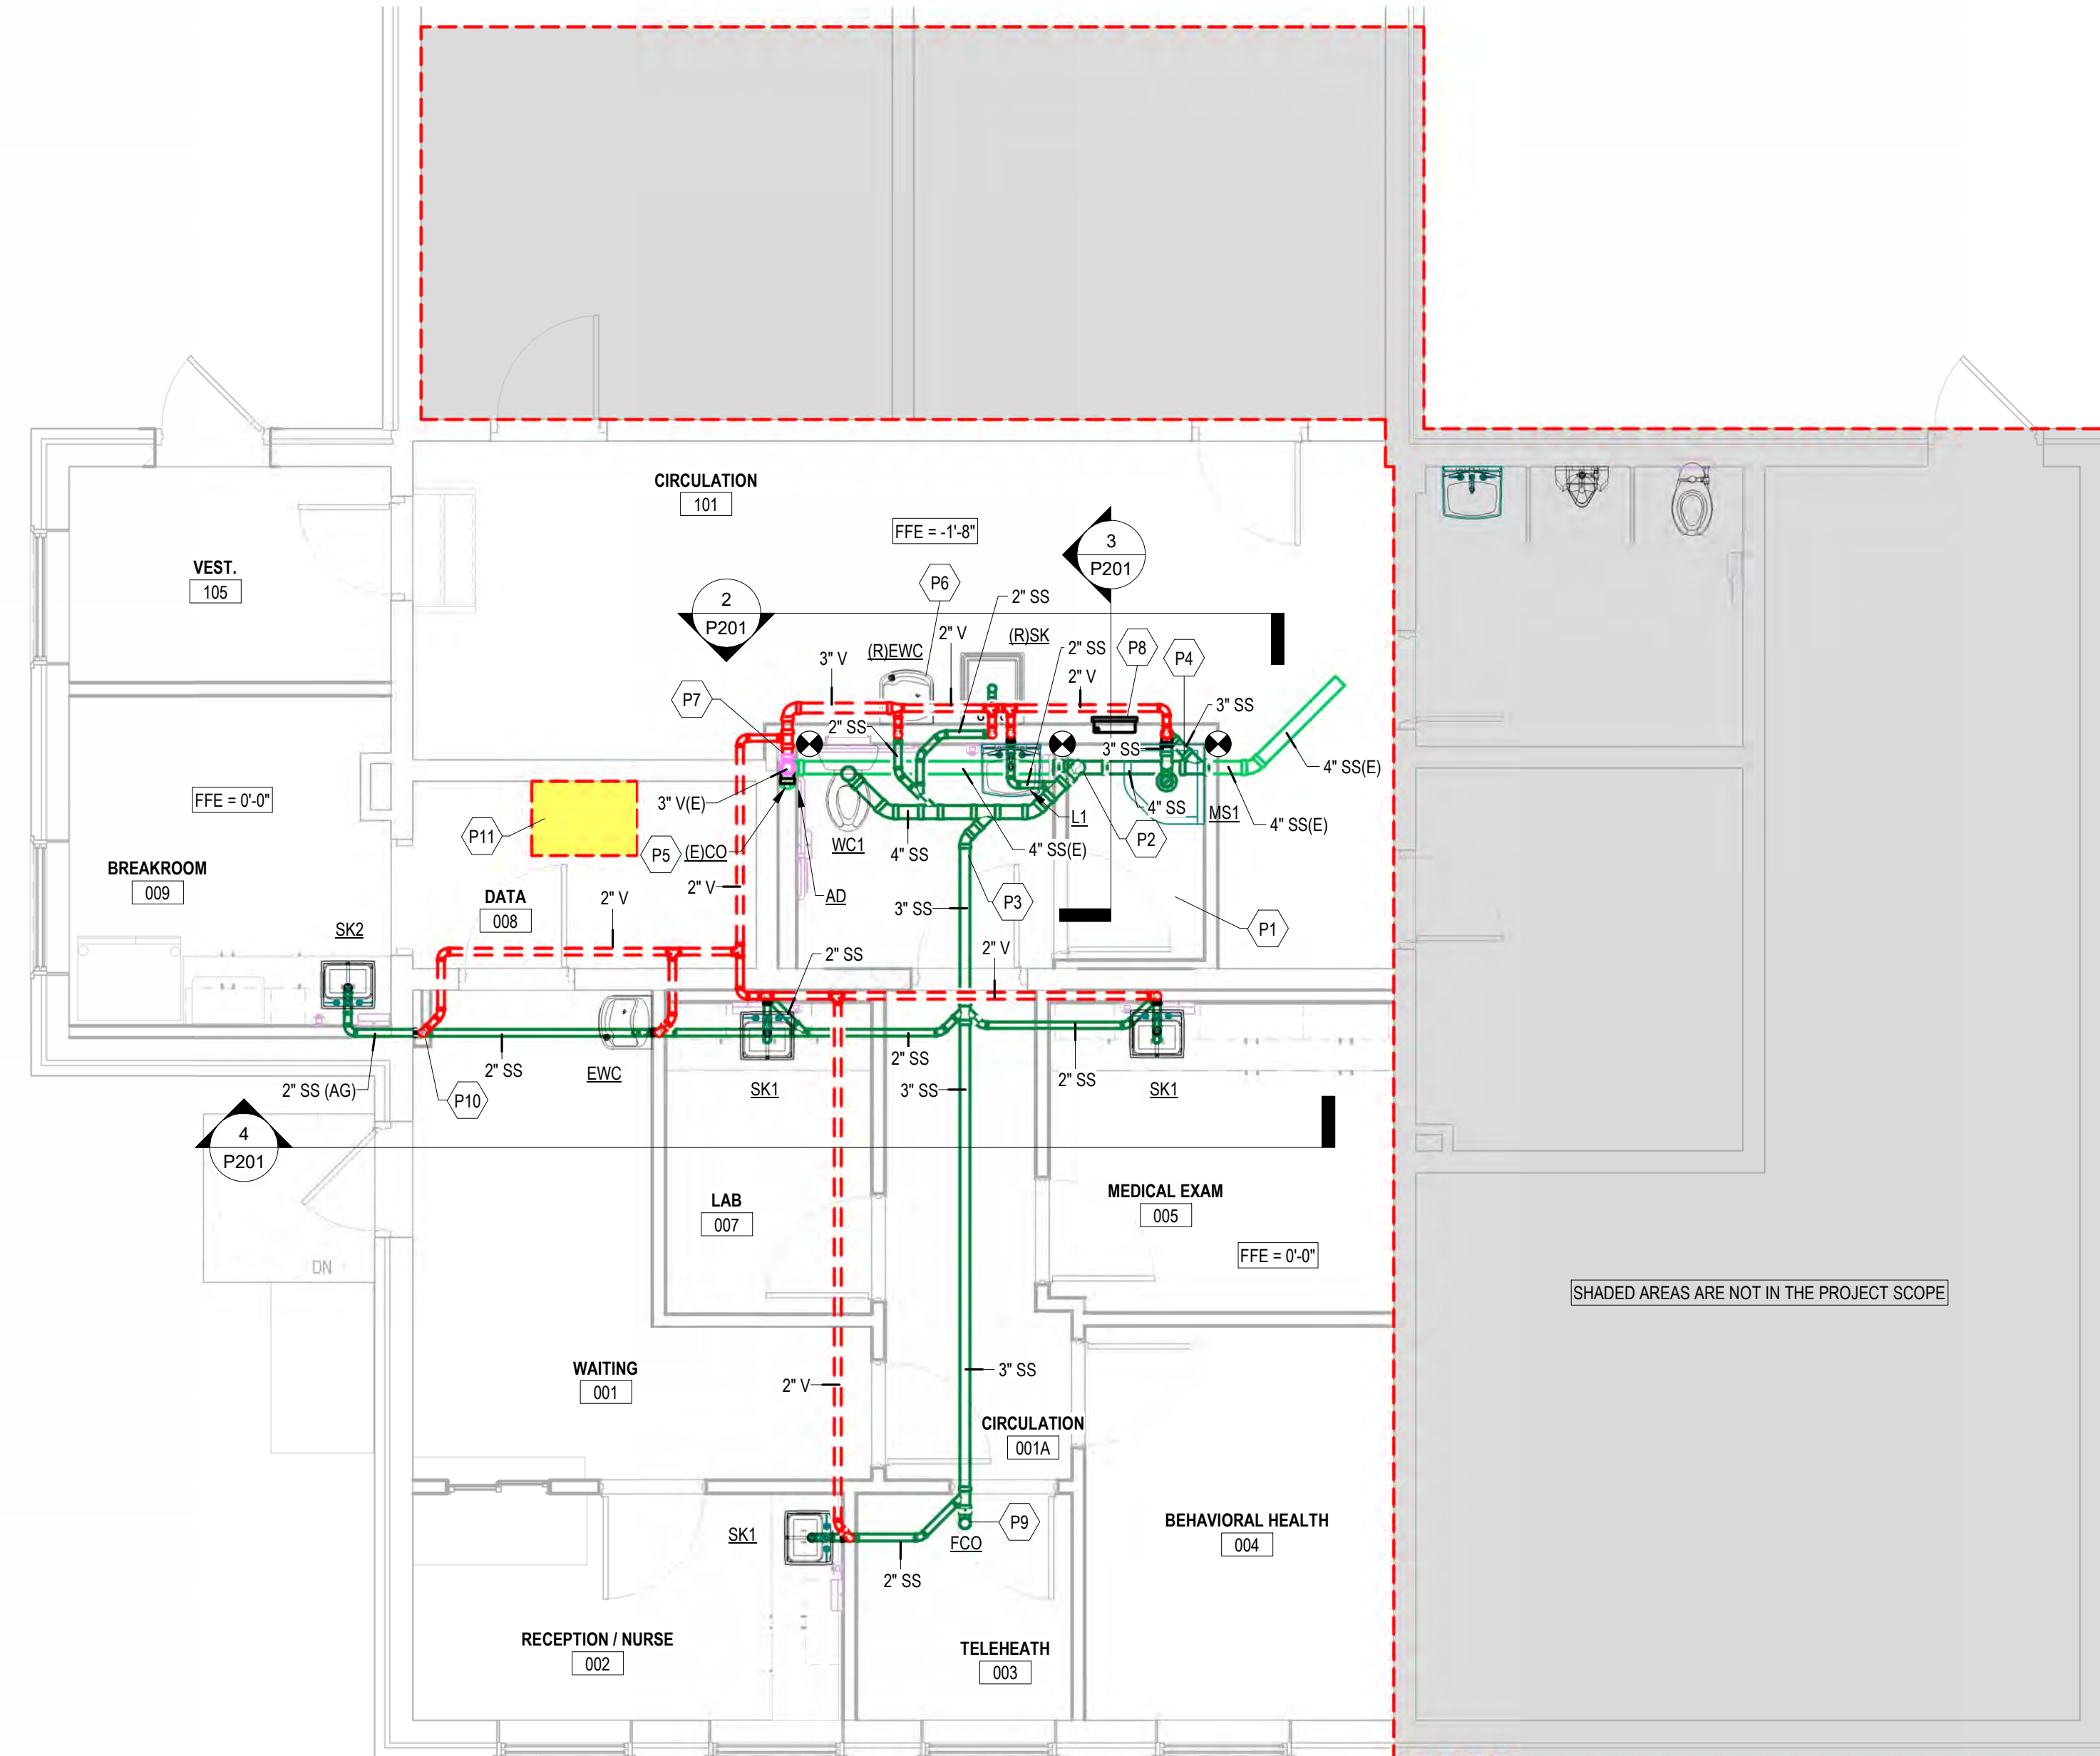 CIRCULATION
101
FFE = -1'-8"
3
P201
VEST.
105
P6
2
P201
2" SS
2" V
(R)SK
(R)EWC
3" V
2" SS
P8
P4
2" V
P7
3" SS
2" SS
3" SS
4" SS(E)
FFE = 0'-0"
3" V(E)
4" SS
MS1
4" SS(E)
L1
P11
P5
(E)CO
WC1
4" SS
4" SS(E)
P2
BREAKROOM
009
2" V
AD
DATA
008
2" V
3" SS
P3
P1
SK2
2" SS
2" V
2" SS
2" SS
2" SS
EWC
2" SS (AG)
P10
SK1
3" SS
SK1
4
P201
LAB
007
MEDICAL EXAM
005
FFE = 0'-0"
DN
SHADED AREAS ARE NOT IN THE PROJECT SCOPE
WAITING
001
2" V
3" SS
CIRCULATION
001A
SK1
P9
FCO
BEHAVIORAL HEALTH
004
2" SS
RECEPTION / NURSE
002
TELEHEATH
003